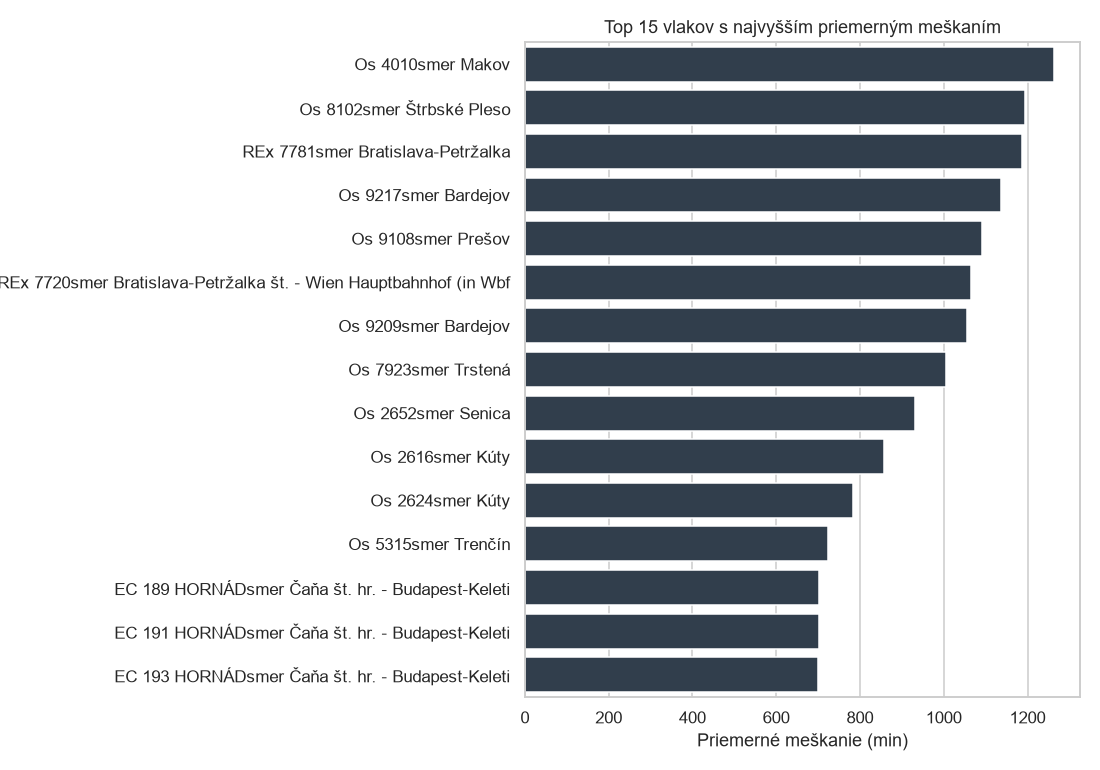 Top 15 vlakov s najvyšším priemerným meškaním
Os 4010smer Makov
Os 8102smer Štrbské Pleso
REx 7781smer Bratislava-Petržalka
Os 9217smer Bardejov
Os 9108smer Prešov
REx 7720smer Bratislava-Petržalka št. - Wien Hauptbahnhof (in Wbf
Os 9209smer Bardejov
Os 7923smer Trstená
Os 2652smer Senica
Os 2616smer Kúty
Os 2624smer Kúty
Os 5315smer Trenčín
EC 189 HORNÁDsmer Čaňa št. hr. - Budapest-Keleti
EC 191 HORNÁDsmer Čaňa št. hr. - Budapest-Keleti
EC 193 HORNÁDsmer Čaňa št. hr. - Budapest-Keleti
0 200 400 600 800 1000 1200
Priemerné meškanie (min)